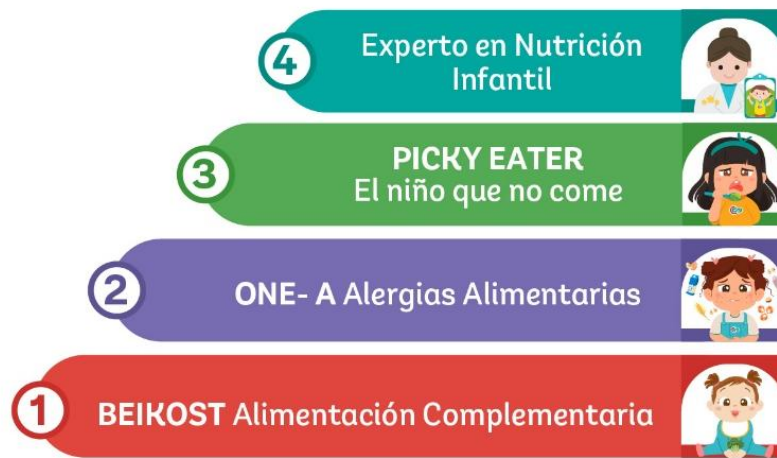 4
Experto en Nutrición
Infantil
3
PICKY EATER
El niño que no come
2
ONE- A Alergias Alimentarias
1
BEIKOST Alimentación Complementaria